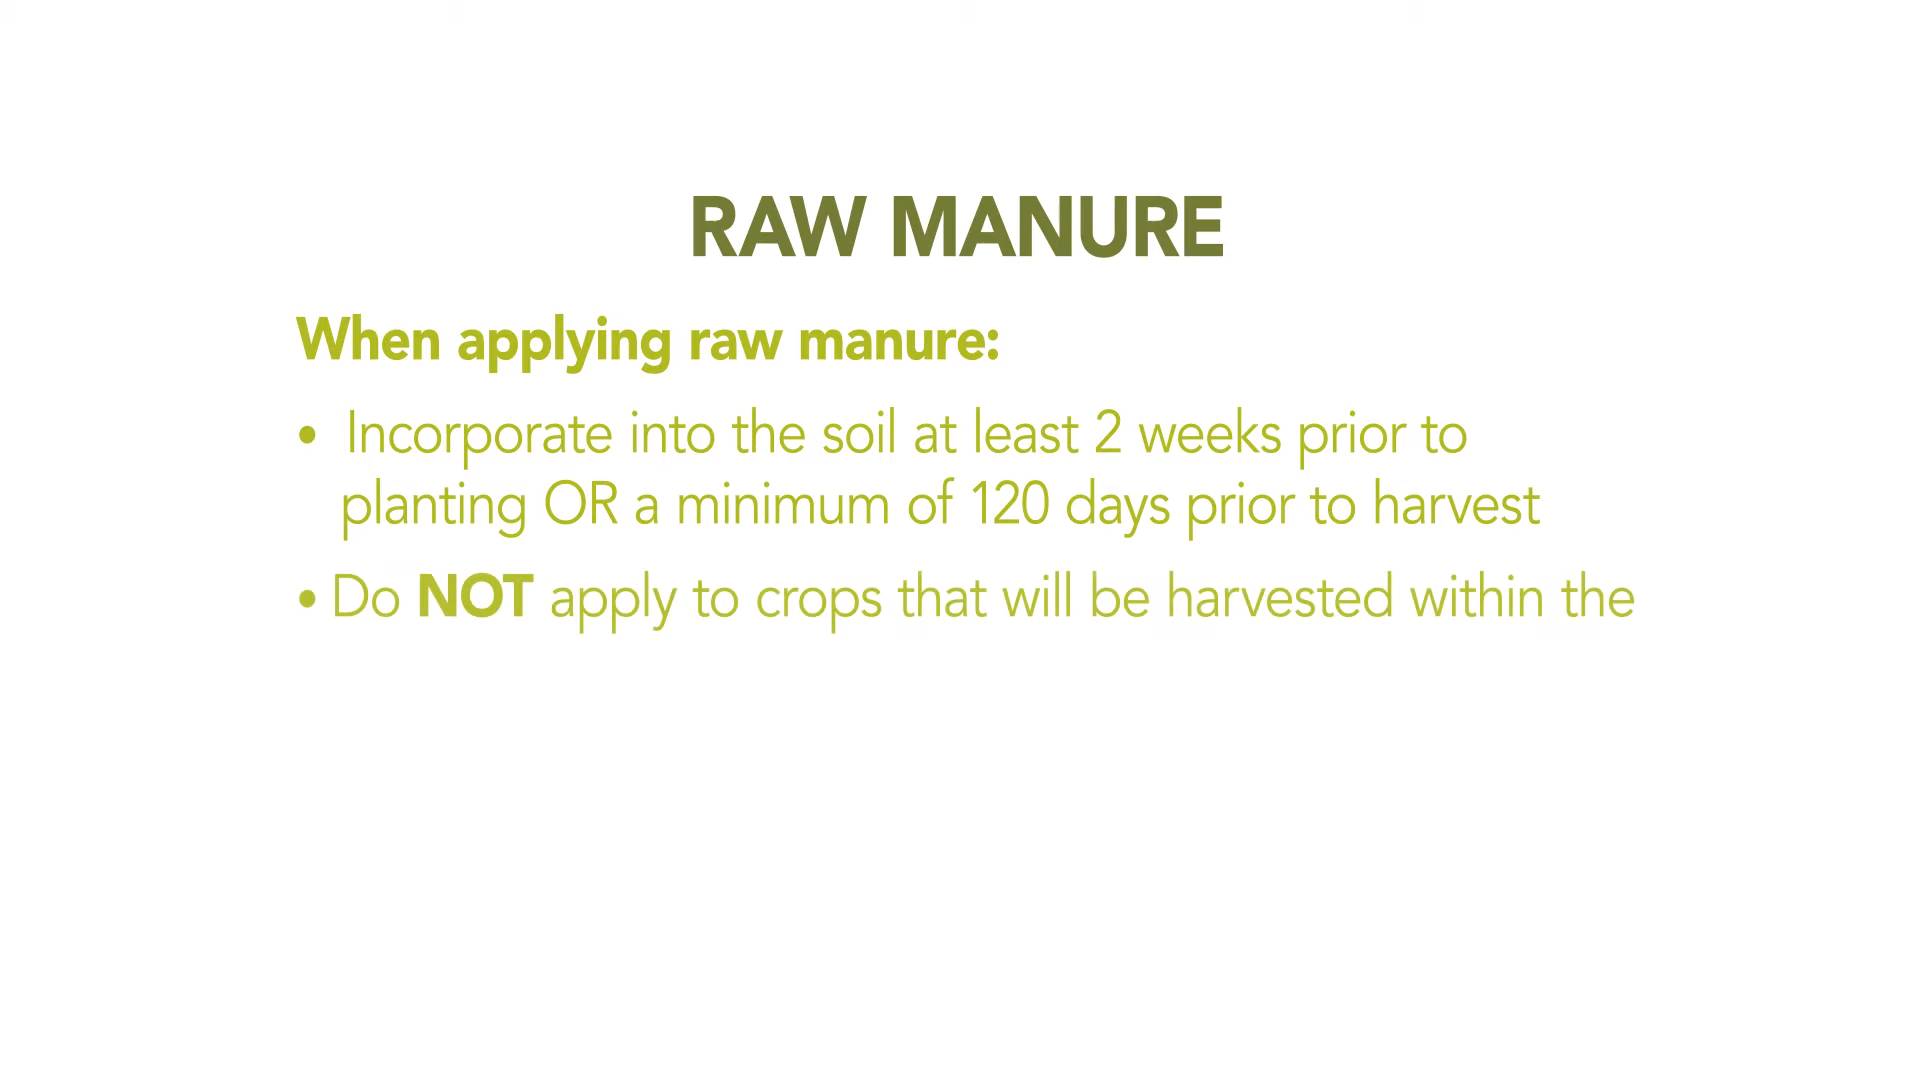 RAW MANURE
When applying raw manure:
• Incorporate into the soil at least 2 weeks prior to
planting OR a minimum of 120 days prior to harvest
• Do NOT apply to crops that will be harvested within the